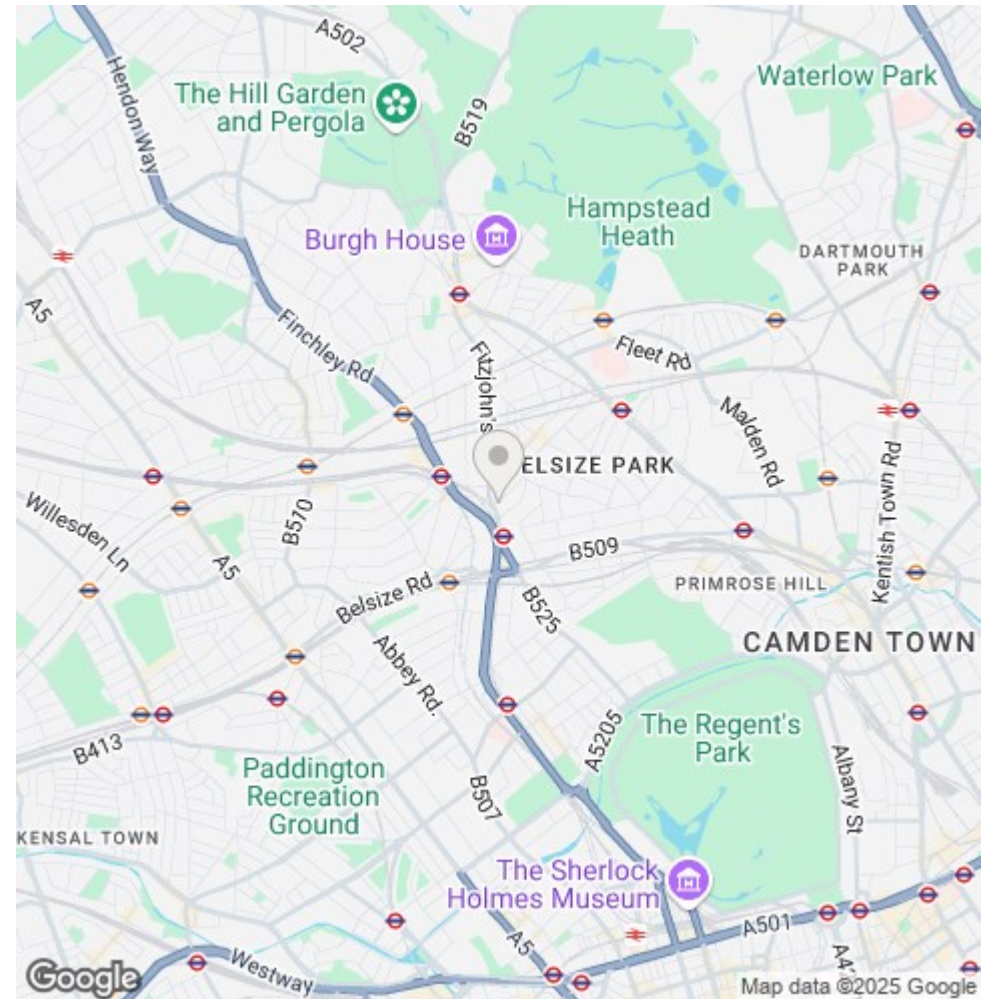 A502
Waterlow Park
The Hill Garden
and Pergola
B519
Hendon Way
Hampstead
Heath
Burgh House
DARTMOUTH
PARK
A5
Finchley Rd
Fitzjohn's
Fleet Rd
Malden Rd
Kentish Town Rd
ELSIZE PARK
Willesden Ln
B510
A5
B509
Belsize Rd
B525
PRIMROSE HILL
CAMDEN TOWN
Abbey Rd.
B413
A5205
The Regent's
Park
Albany St
Paddington
Recreation
Ground
B507
KENSAL TOWN
The Sherlock
Holmes Museum
A501
A5
Westway
Google
Map data ©2025 Google